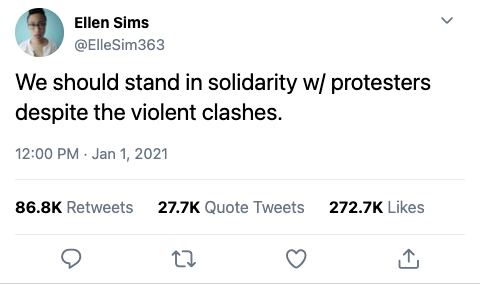 Ellen Sims
@ElleSim363
We should stand in solidarity w/ protesters
despite the violent clashes.
12:00 PM · Jan 1, 2021
86.8K Retweets 27.7K Quote Tweets 272.7K Likes